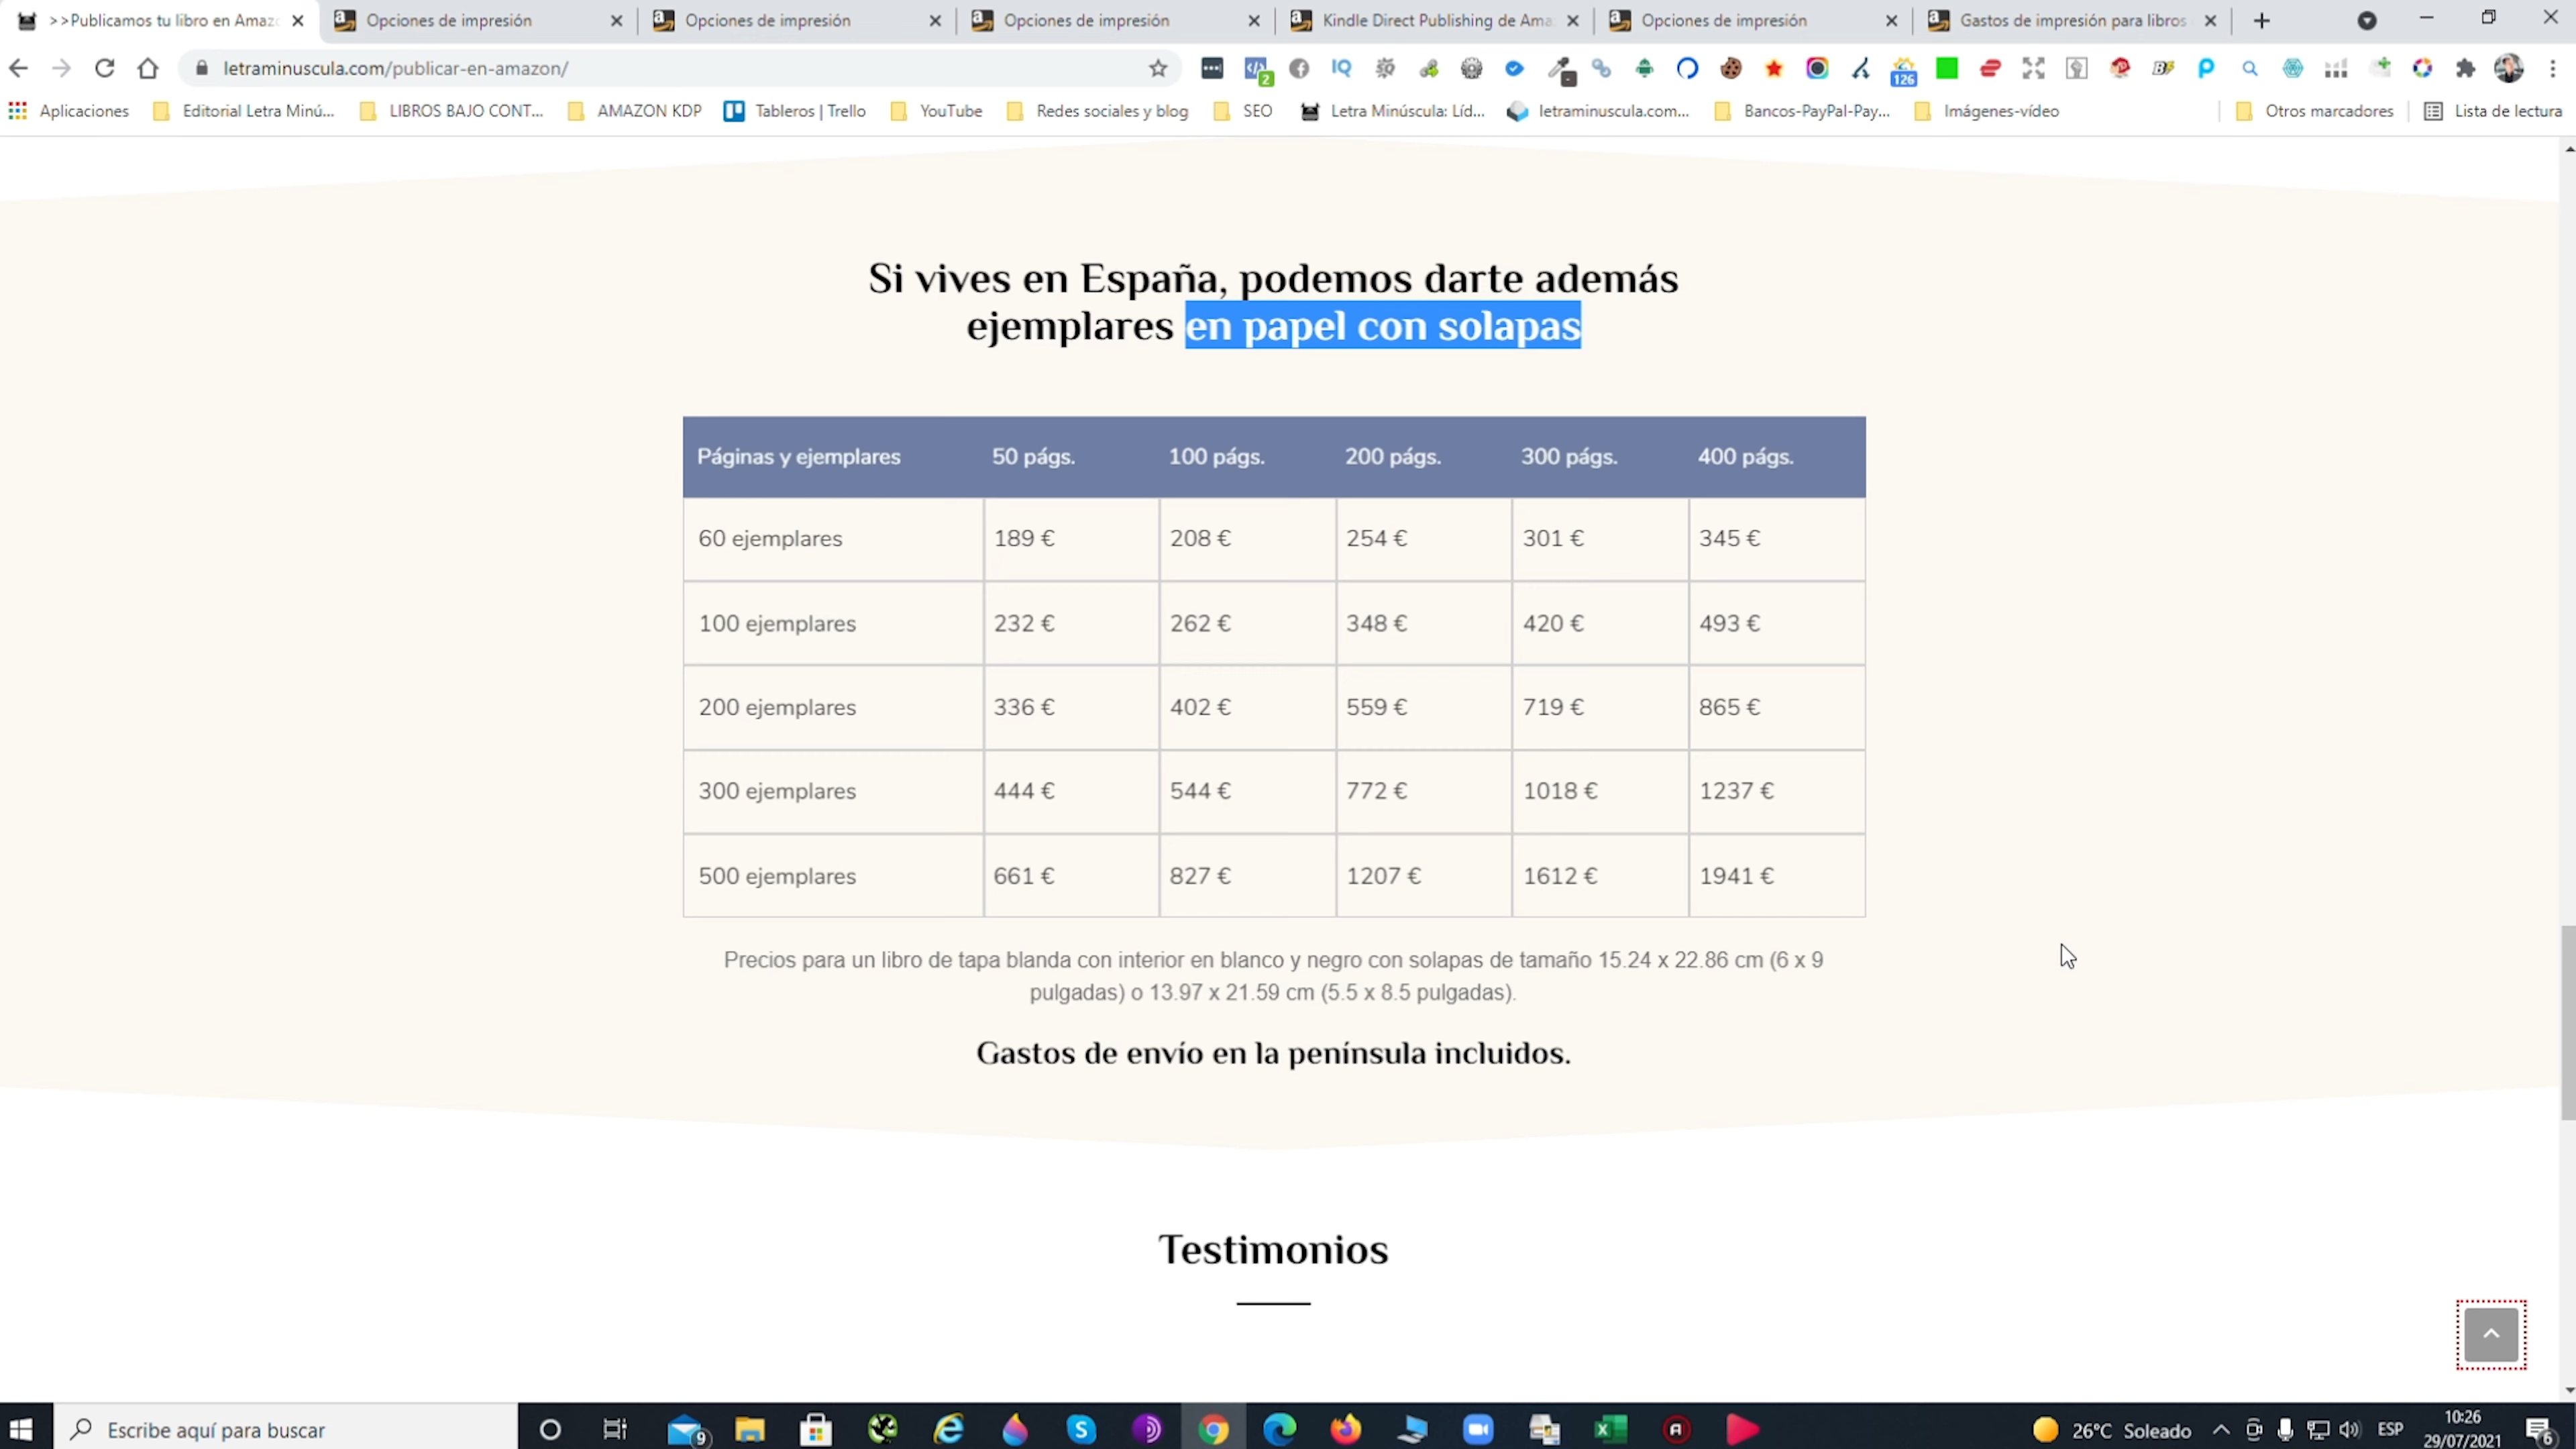 >>Publicamos tu libro en Amazo
Opciones de impresión
Opciones de impresión
Opciones de impresión
Kindle Direct Publishing de Ama
Opciones de impresión
Gastos de impresión para libros
letraminuscula.com/publicar-en-amazon/
2
IQ
126
Aplicaciones
Editorial Letra Minú...
LIBROS BAJO CONT...
AMAZON KDP
Tableros | Trello
YouTube
Redes sociales y blog
SEO
Letra Minúscula: Líd...
letraminuscula.com...
Bancos-PayPal-Pay...
Imágenes-vídeo
Otros marcadores
Lista de lectura
Si vives en España, podemos darte además
ejemplares en papel con solapas
Páginas y ejemplares 50 págs. 100 págs. 200 págs. 300 págs. 400 págs.
60 ejemplares 189 € 208 € 254 € 301 € 345 €
100 ejemplares 232 € 262 € 348 € 420 € 493 €
200 ejemplares 336 € 402 € 559 € 719 € 865 €
300 ejemplares 444 € 544 € 772 € 1018 € 1237 €
500 ejemplares 661 € 827 € 1207 € 1612 € 1941 €
Precios para un libro de tapa blanda con interior en blanco y negro con solapas de tamaño 15.24 x 22.86 cm (6 x 9
pulgadas) o 13.97 x 21.59 cm (5.5 x 8.5 pulgadas).
Gastos de envío en la península incluidos.
Testimonios
Escribe aquí para buscar
9
26°C Soleado
ESP
10:26
29/07/2021
6